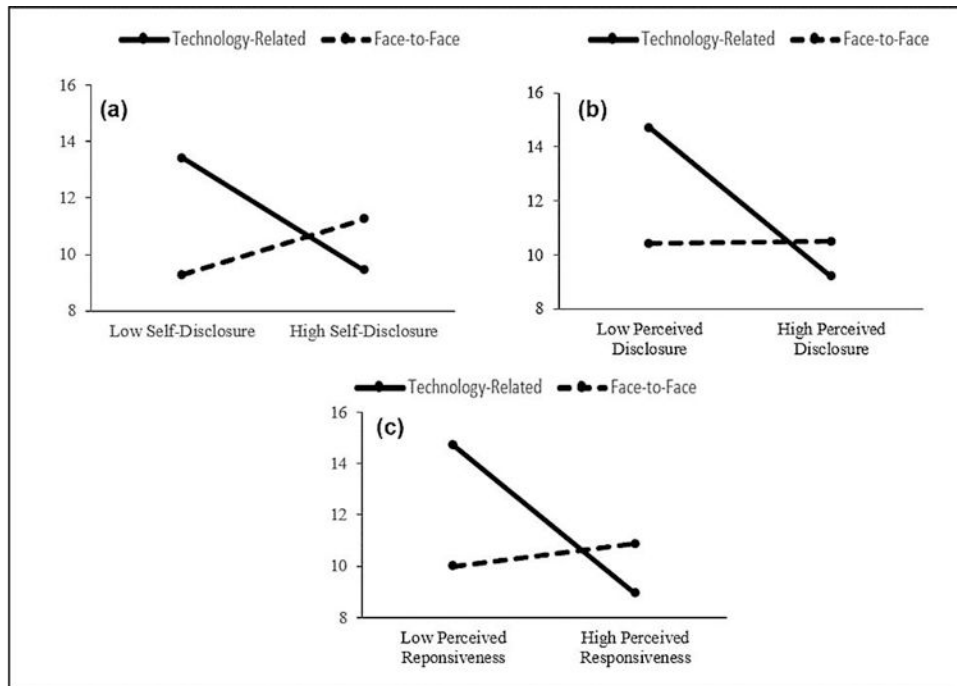 Technology-Related Face-to-Face
Technology-Related Face-to-Face
(a)
16
14
12
10
8
Low Self-Disclosure High Self-Disclosure
(b)
16
14
12
10
8
Low Perceived High Perceived
Disclosure Disclosure
Technology-Related Face-to-Face
(c)
16
14
12
10
8
Low Perceived High Perceived
Reponsiveness Responsiveness